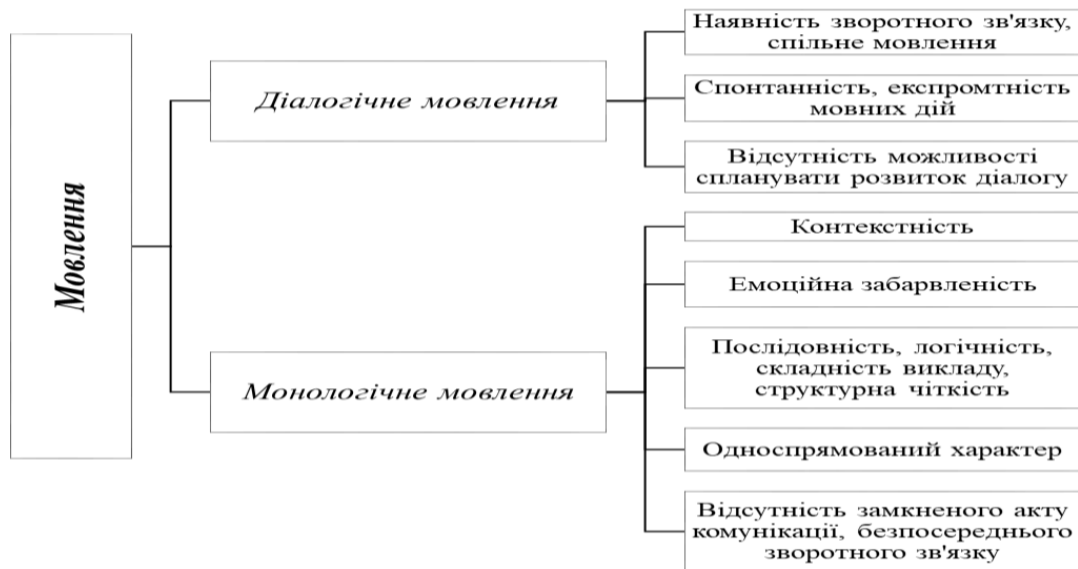 Мовлення
Діалогічне мовлення
Наявність зворотного зв'язку,
спільне мовлення
Спонтанність, експромтність
мовних дій
Відсутність можливості
спланувати розвиток діалогу
Монологічне мовлення
Контекстність
Емоційна забарвленість
Послідовність, логічність,
складність викладу,
структурна чіткість
Односпрямований характер
Відсутність замкненого акту
комунікації, безпосереднього
зворотного зв'язку